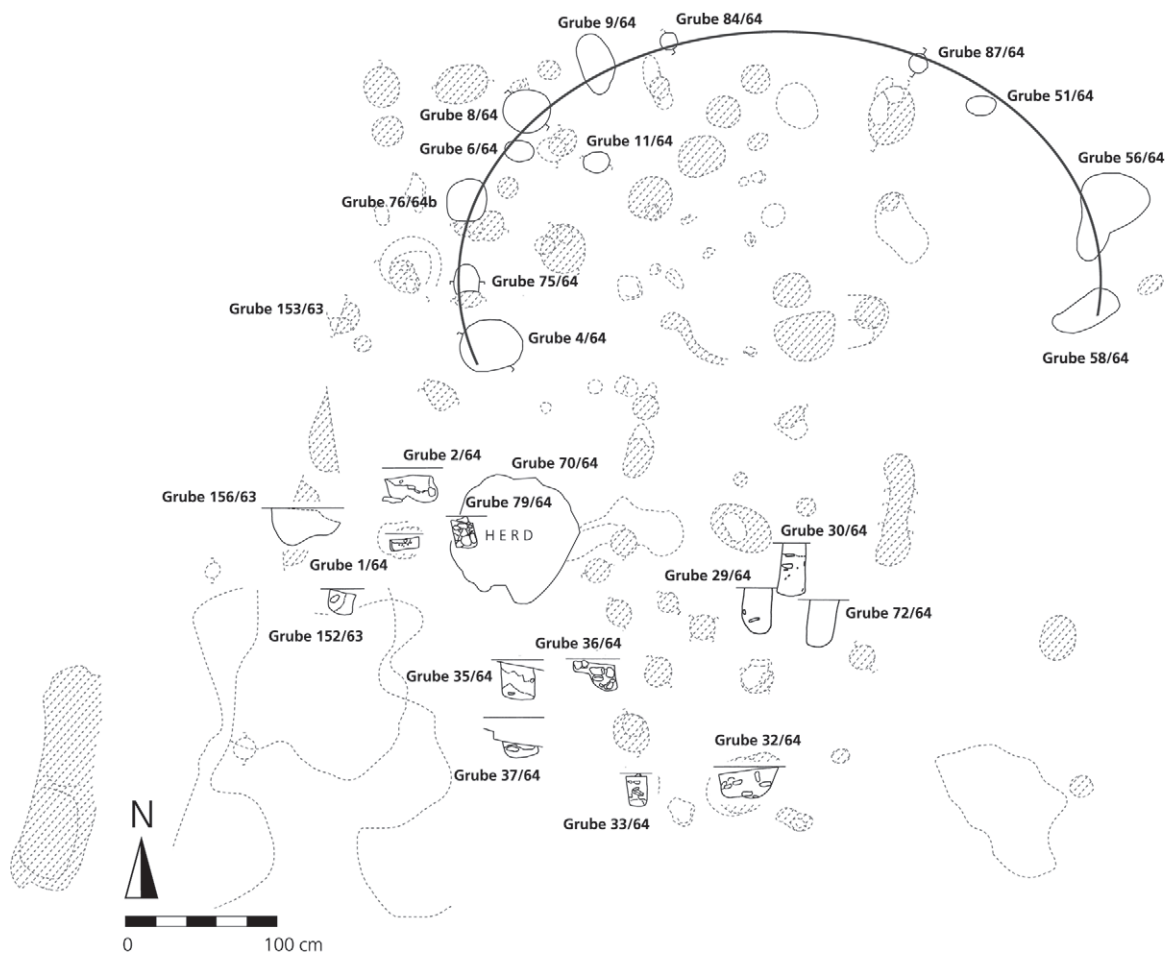 Grube 9/64
Grube 84/64
Grube 87/64
Grube 51/64
Grube 8/64
Grube 6/64
Grube 11/64
Grube 56/64
Grube 76/64b
Grube 75/64
Grube 153/63
Grube 4/64
Grube 58/64
Grube 2/64
Grube 70/64
Grube 156/63
Grube 79/64
HERD
Grube 30/64
Grube 1/64
Grube 29/64
Grube 72/64
Grube 152/63
Grube 36/64
Grube 35/64
Grube 32/64
Grube 37/64
Grube 33/64
N
0 100 cm